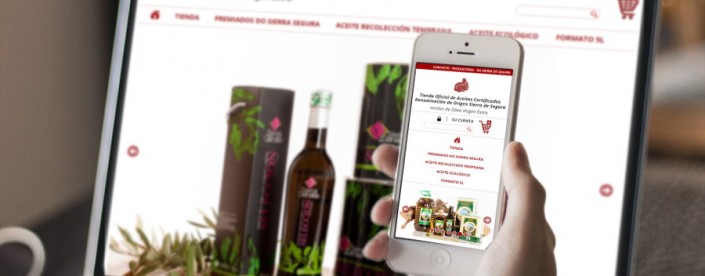 TIENDA PREMIADOS DO SIERRA SEGURA ACEITE RECOLECCIÓN TEMPRANA ACEITE ECOLÓGICO FORMATO 5L
Tienda Oficial de Aceites Certificados
Denominación de Origen Sierra de Segura
Aceites de Oliva Virgen Extra
SU CUENTA
TIENDA
PREMIADOS DO SIERRA SEGURA
ACEITE RECOLECCIÓN TEMPRANA
ACEITE ECOLÓGICO
FORMATO 5L